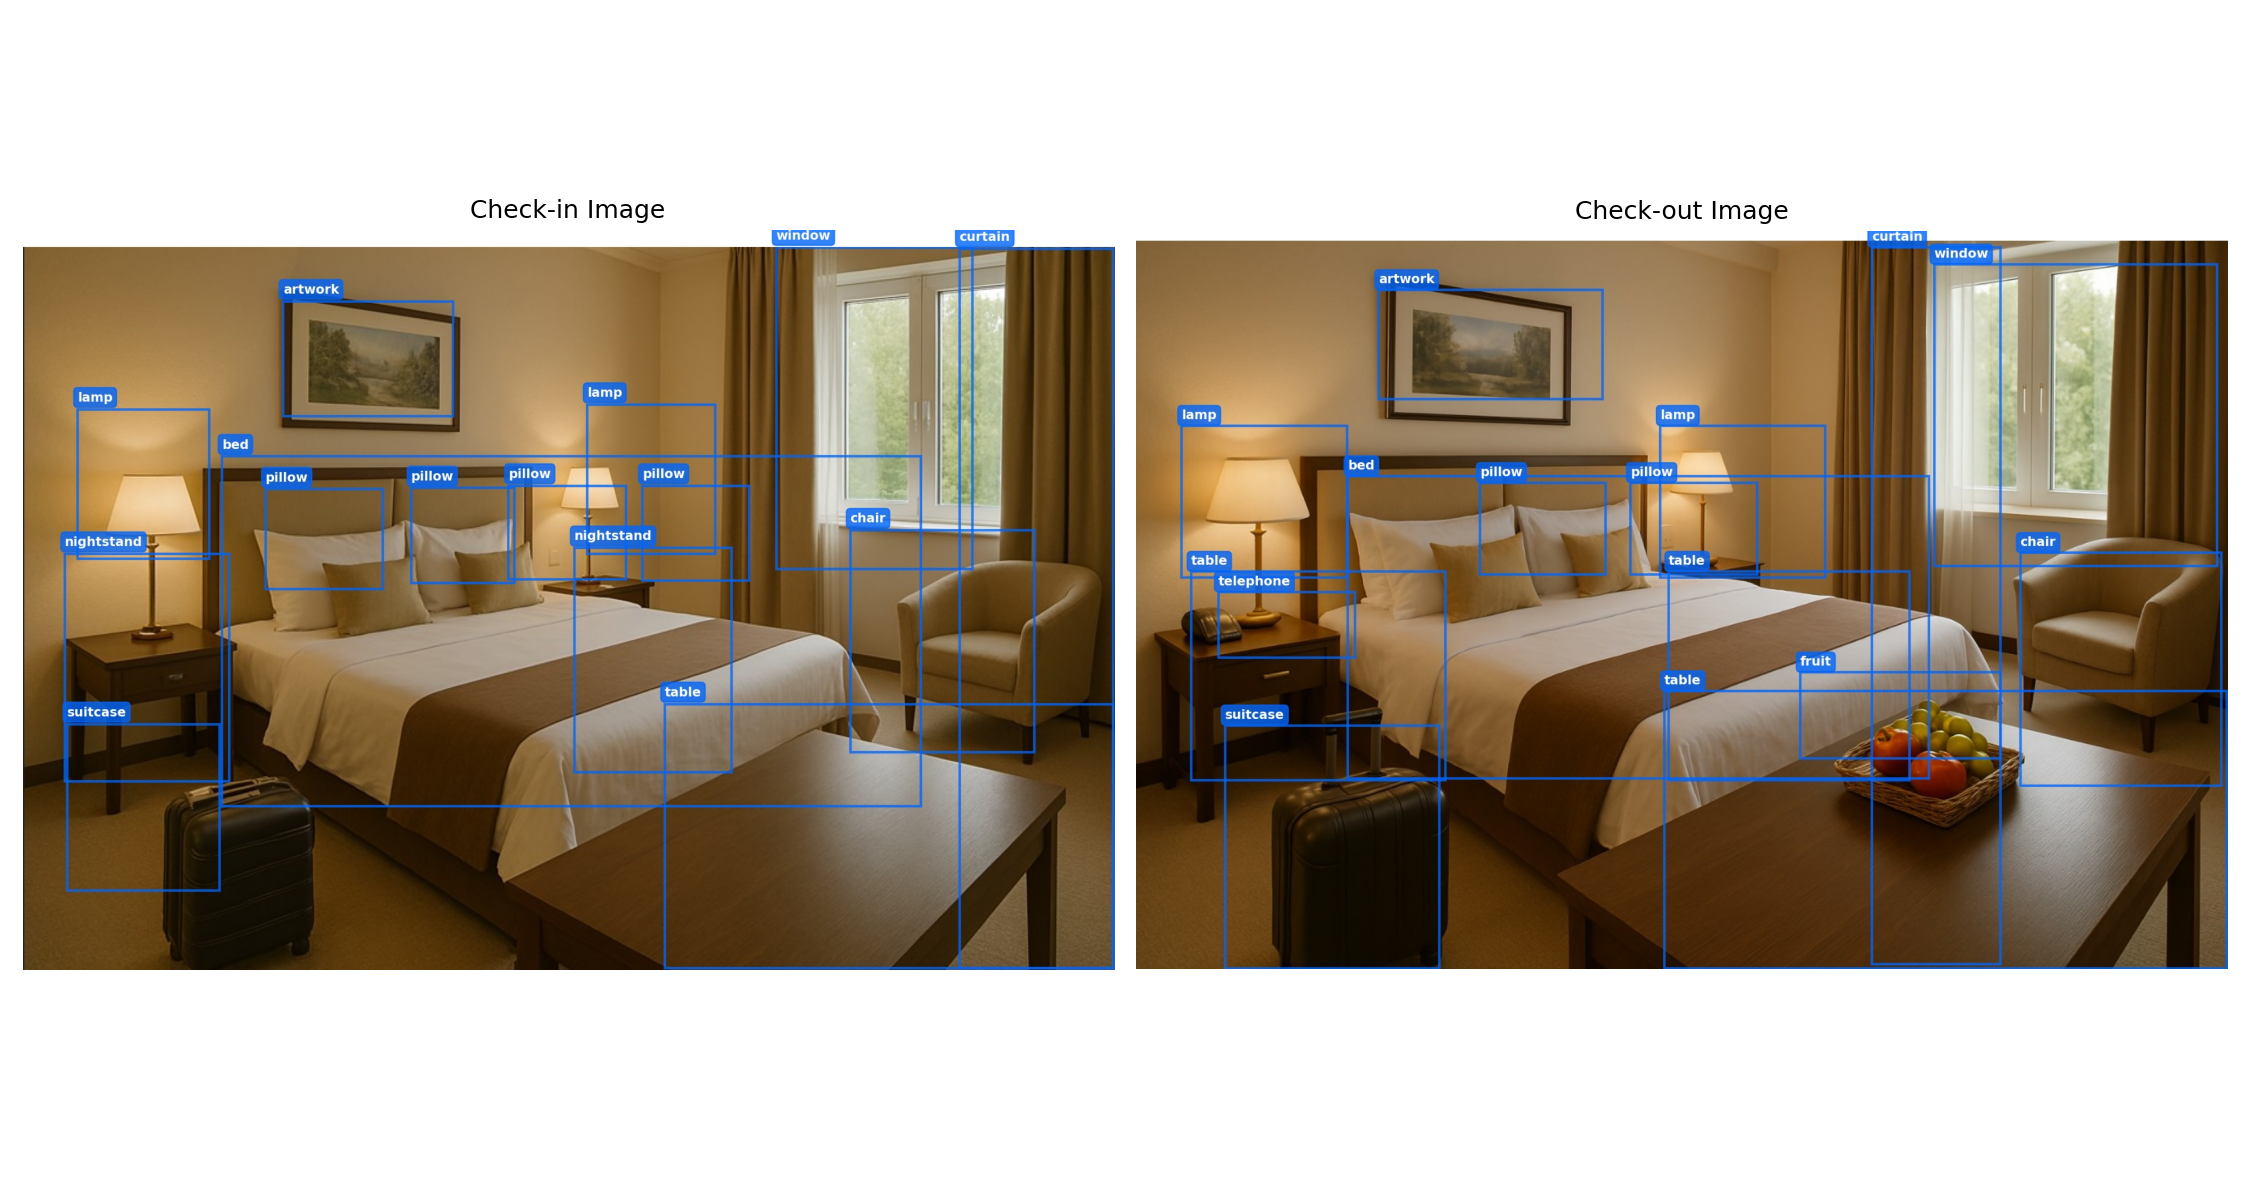 Check-in Image
window
curtain
artwork
lamp
lamp
bed
pillow
pillow
pillow
pillow
chair
nightstand
nightstand
table
suitcase
Check-out Image
curtain
window
artwork
lamp
lamp
bed
pillow
pillow
chair
table
table
telephone
fruit
table
suitcase